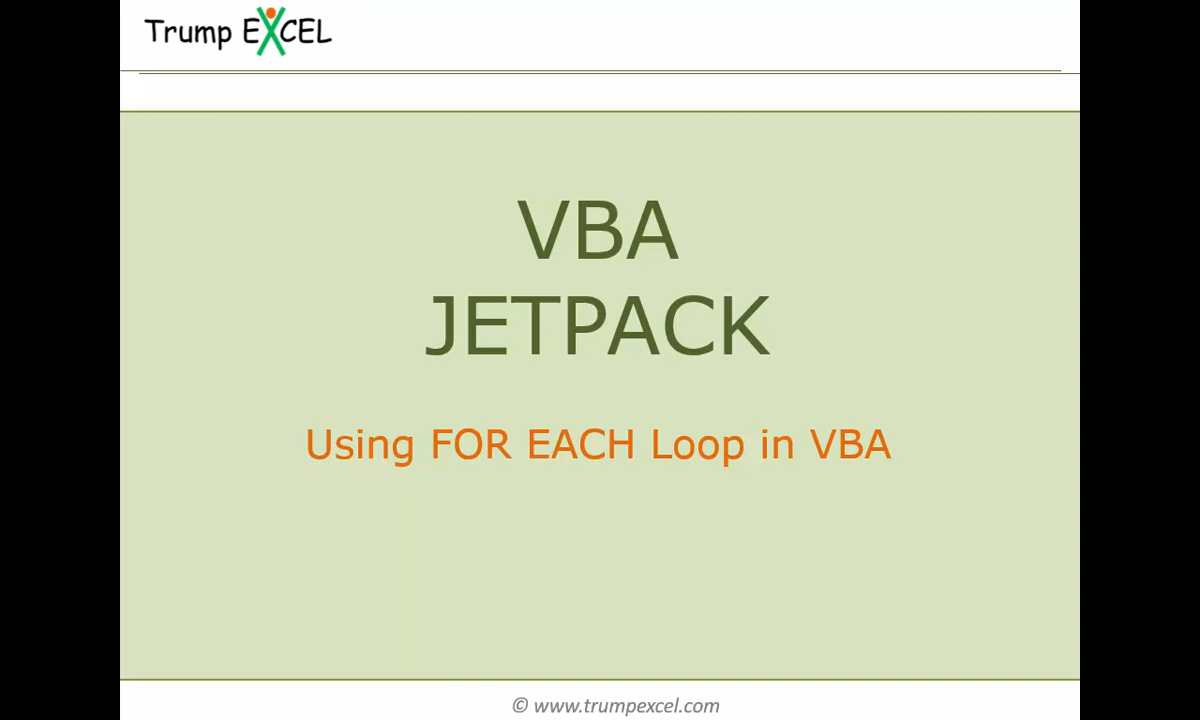 Trump EXCEL
VBA
JETPACK
Using FOR EACH Loop in VBA
© www.trumpexcel.com